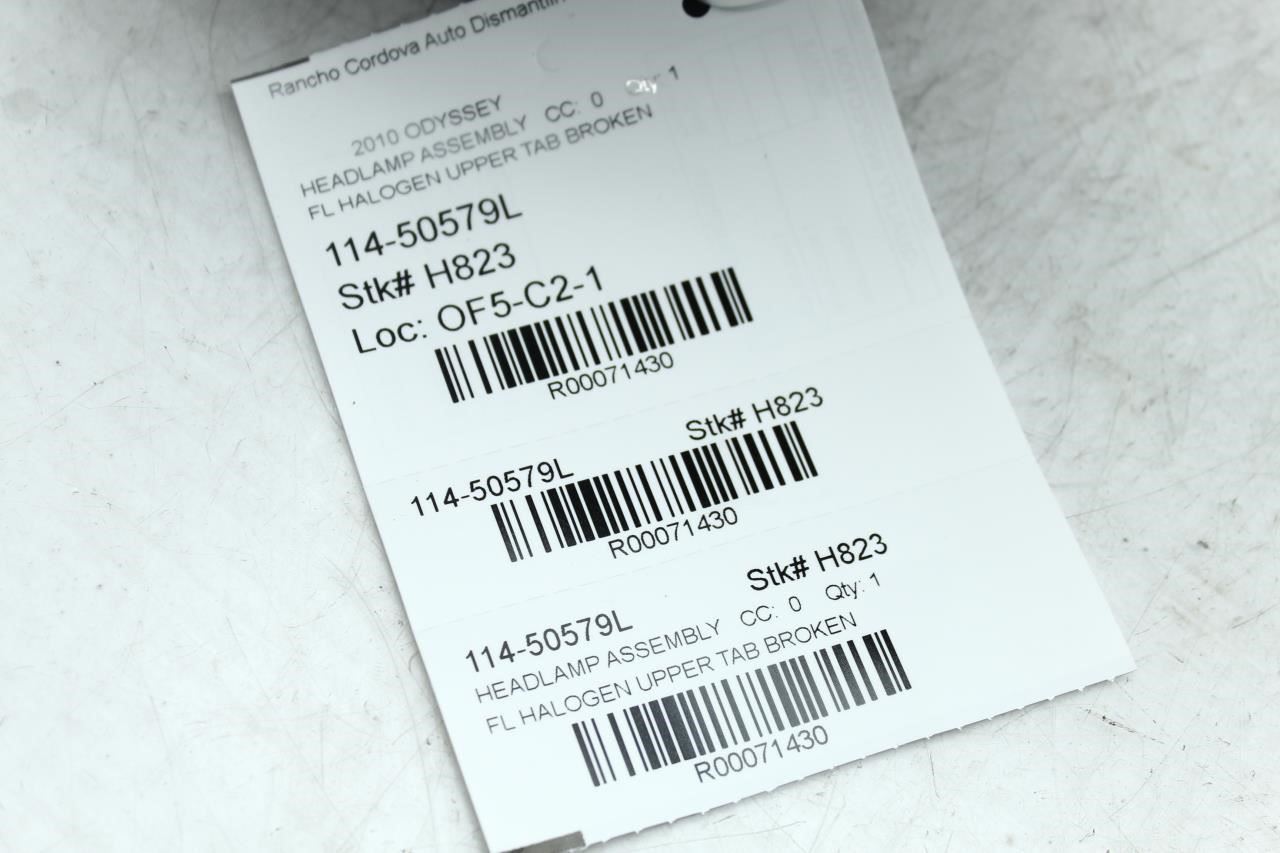 Rancho Cordova Auto
2010 ODYSSEY
HEADLAMP ASSEMBLY CC: 0 Qty: 1
FL HALOGEN UPPER TAB BROKEN
114-50579L
Stk# H823
Loc: OF5-C2-1
R00071430
Stk# H823
114-50579L
R00071430
Stk# H823
114-50579L
HEADLAMP ASSEMBLY CC: 0 Qty: 1
FL HALOGEN UPPER TAB BROKEN
R00071430